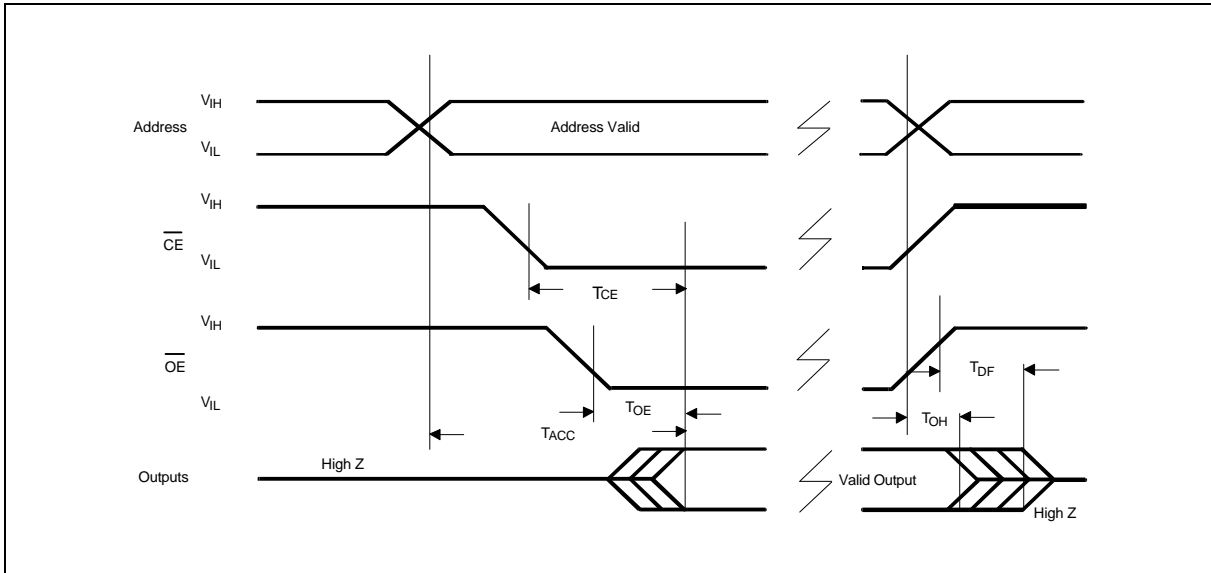 VIH
Address
Address Valid
VIL
VIH
CE
VIL
TCE
VIH
OE
TDF
VIL
TOE
TOH
TACC
High Z
Outputs
Valid Output
High Z